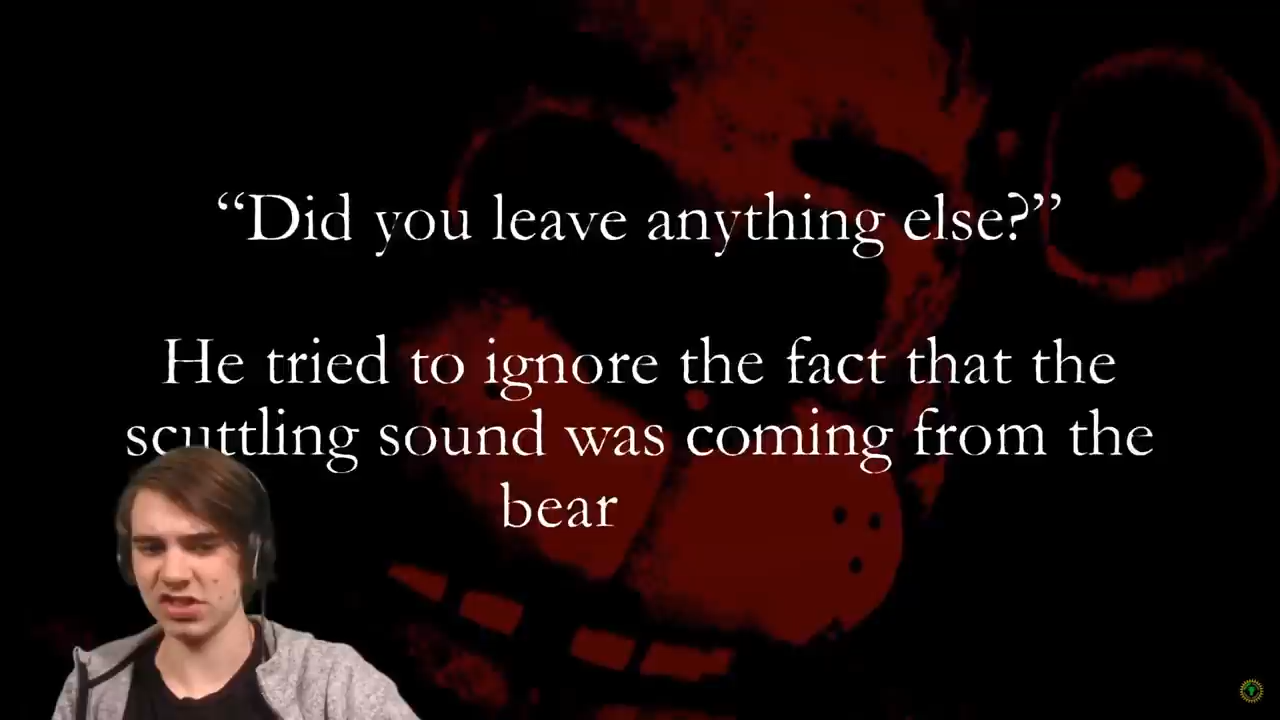 “Did you leave anything else?”
He tried to ignore the fact that the
scuttling sound was coming from the
bear